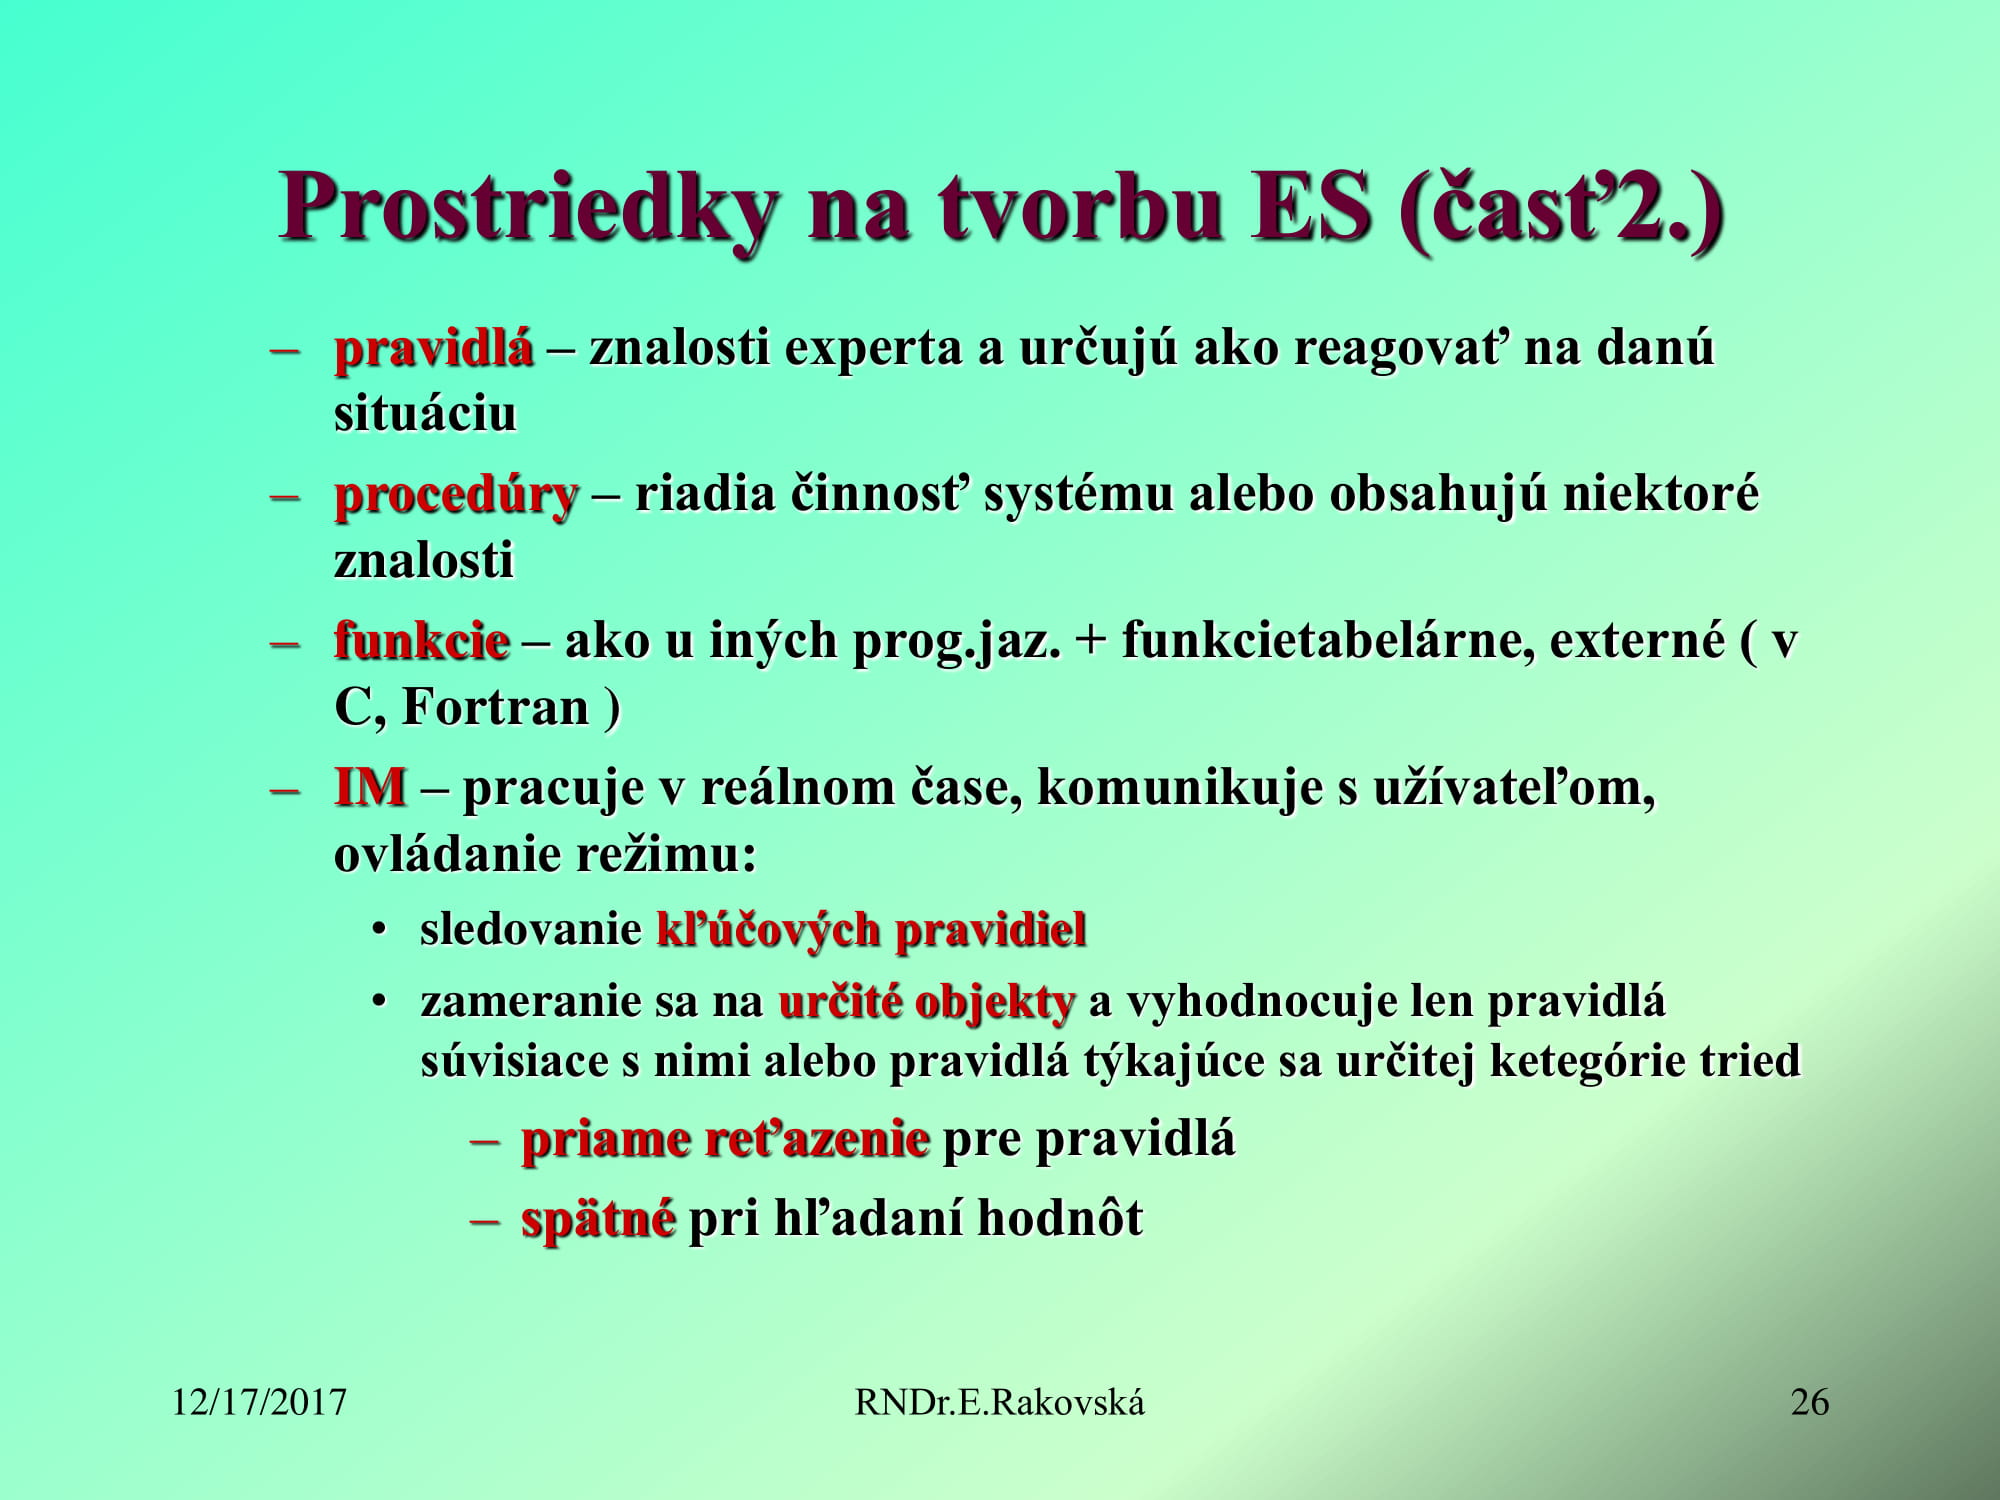 Prostriedky na tvorbu ES (časť2.)
– pravidlá – znalosti experta a určujú ako reagovať na danú
situáciu
– procedúry – riadia činnosť systému alebo obsahujú niektoré
znalosti
– funkcie – ako u iných prog.jaz. + funkcietabelárne, externé ( v
C, Fortran )
– IM – pracuje v reálnom čase, komunikuje s užívateľom,
ovládanie režimu:
• sledovanie kľúčových pravidiel
• zameranie sa na určité objekty a vyhodnocuje len pravidlá
súvisiace s nimi alebo pravidlá týkajúce sa určitej ketegórie tried
– priame reťazenie pre pravidlá
– spätné pri hľadaní hodnôt
12/17/2017 RNDr.E.Rakovská 26